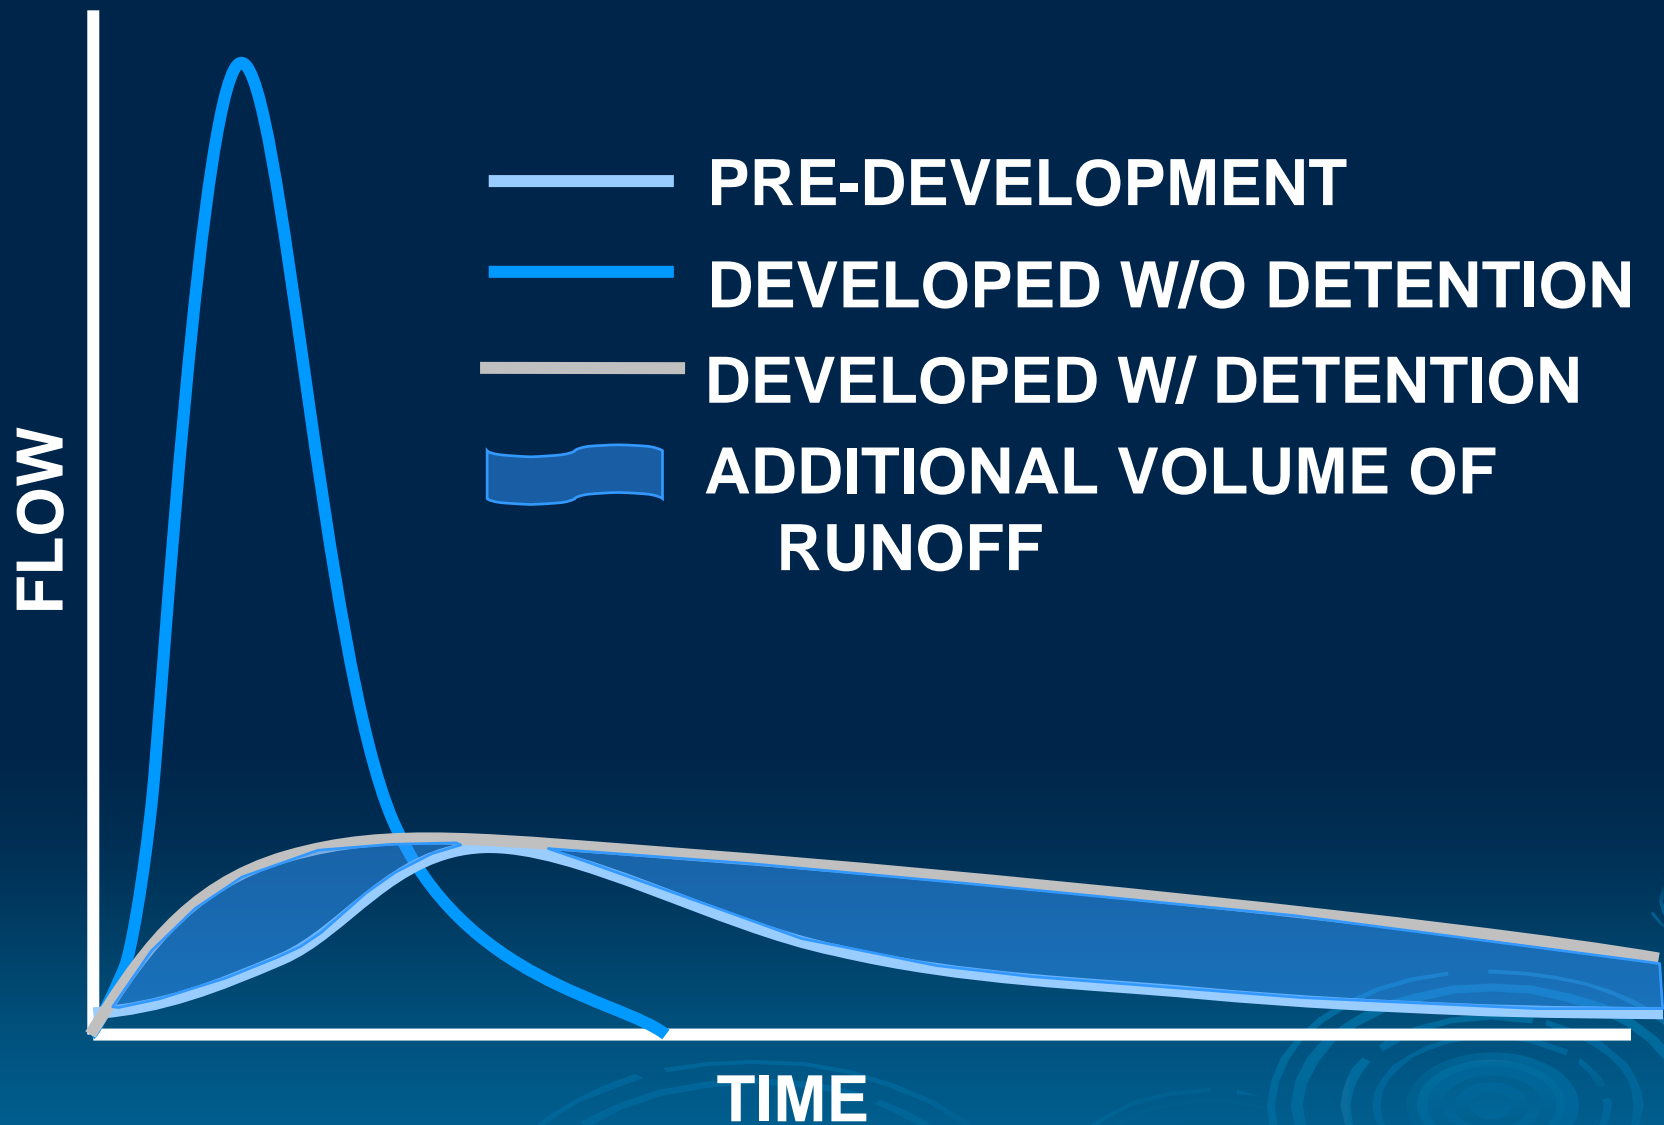 PRE-DEVELOPMENT
DEVELOPED W/O DETENTION
DEVELOPED W/ DETENTION
ADDITIONAL VOLUME OF
RUNOFF
FLOW
TIME